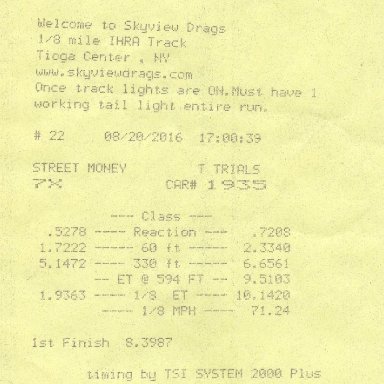 Welcome to Skyview Drags
1/8 mile IHRA Track
Tioga Center , NY
www.skyviewdrags.com
Once track lights are ON.Must have 1
working tail light entire run.
# 22 08/20/2016 17:00:39
STREET MONEY T TRIALS
7X CAR# 1935
--- Class ---
.5278 ---- Reaction --- .7208
1.7222 ----- 60 ft ----- 2.3340
5.1472 ---- 330 ft ----- 6.6561
-- ET @ 594 FT -- 9.5103
1.9363 ---- 1/8 ET ---- 10.1420
---- 1/8 MPH ---- 71.24
1st Finish 8.3987
timing by TSI SYSTEM 2000 Plus